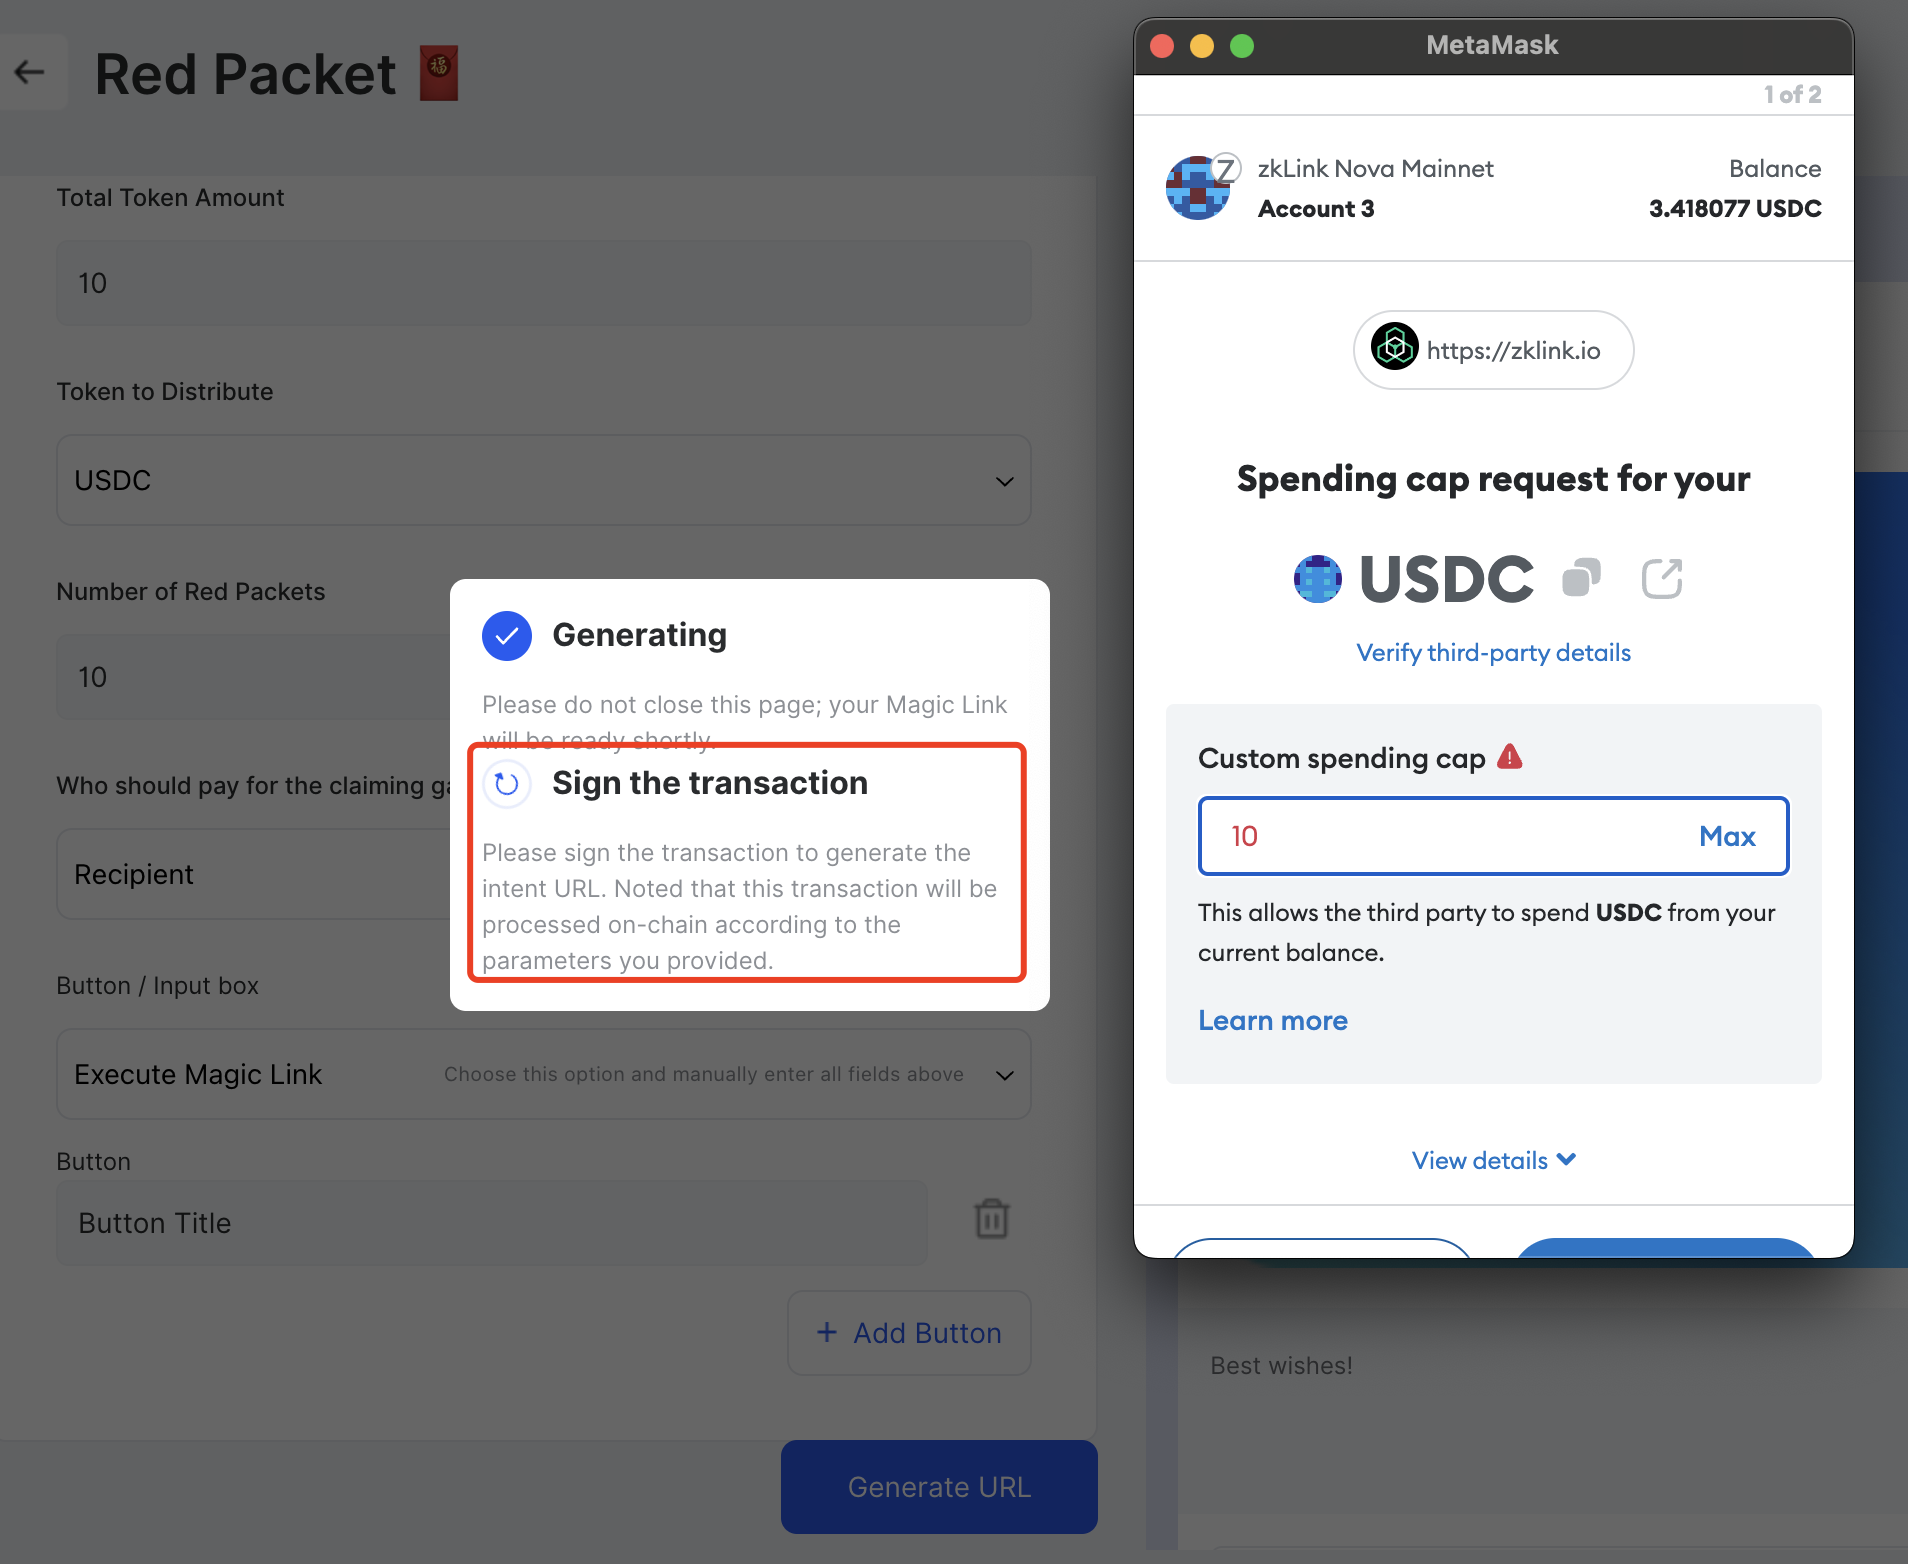 Red Packet 福
Total Token Amount
10
Token to Distribute
USDC
Number of Red Packets
10
Who should pay for the claiming
Recipient
Button / Input box
Execute Magic Link
Choose this option and manually enter all fields above
Button
Button Title
+ Add Button
Generate URL
Generating
Please do not close this page; your Magic Link
will be ready shortly.
Sign the transaction
Please sign the transaction to generate the
intent URL. Noted that this transaction will be
processed on-chain according to the
parameters you provided.
MetaMask
1 of 2
Z
zkLink Nova Mainnet
Account 3
Balance
3.418077 USDC
https://zklink.io
Spending cap request for your
USDC
Verify third-party details
Custom spending cap
10
Max
This allows the third party to spend USDC from your
current balance.
Learn more
View details
Best wishes!